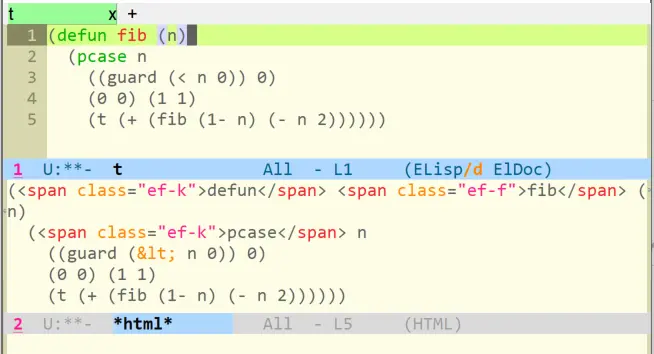 t x +
1 (defun fib (n)
2 (pcase n
3 ((guard (< n 0)) 0)
4 (0 0) (1 1)
5 (t (+ (fib (1- n) (- n 2))))))
1 U:**- t All - L1 (ELisp/d ElDoc)
(<span class="ef-k">defun</span> <span class="ef-f">fib</span> (
n)
(<span class="ef-k">pcase</span> n
((guard (&lt; n 0)) 0)
(0 0) (1 1)
(t (+ (fib (1- n) (- n 2))))))
2 U:**- *html* All - L5 (HTML)